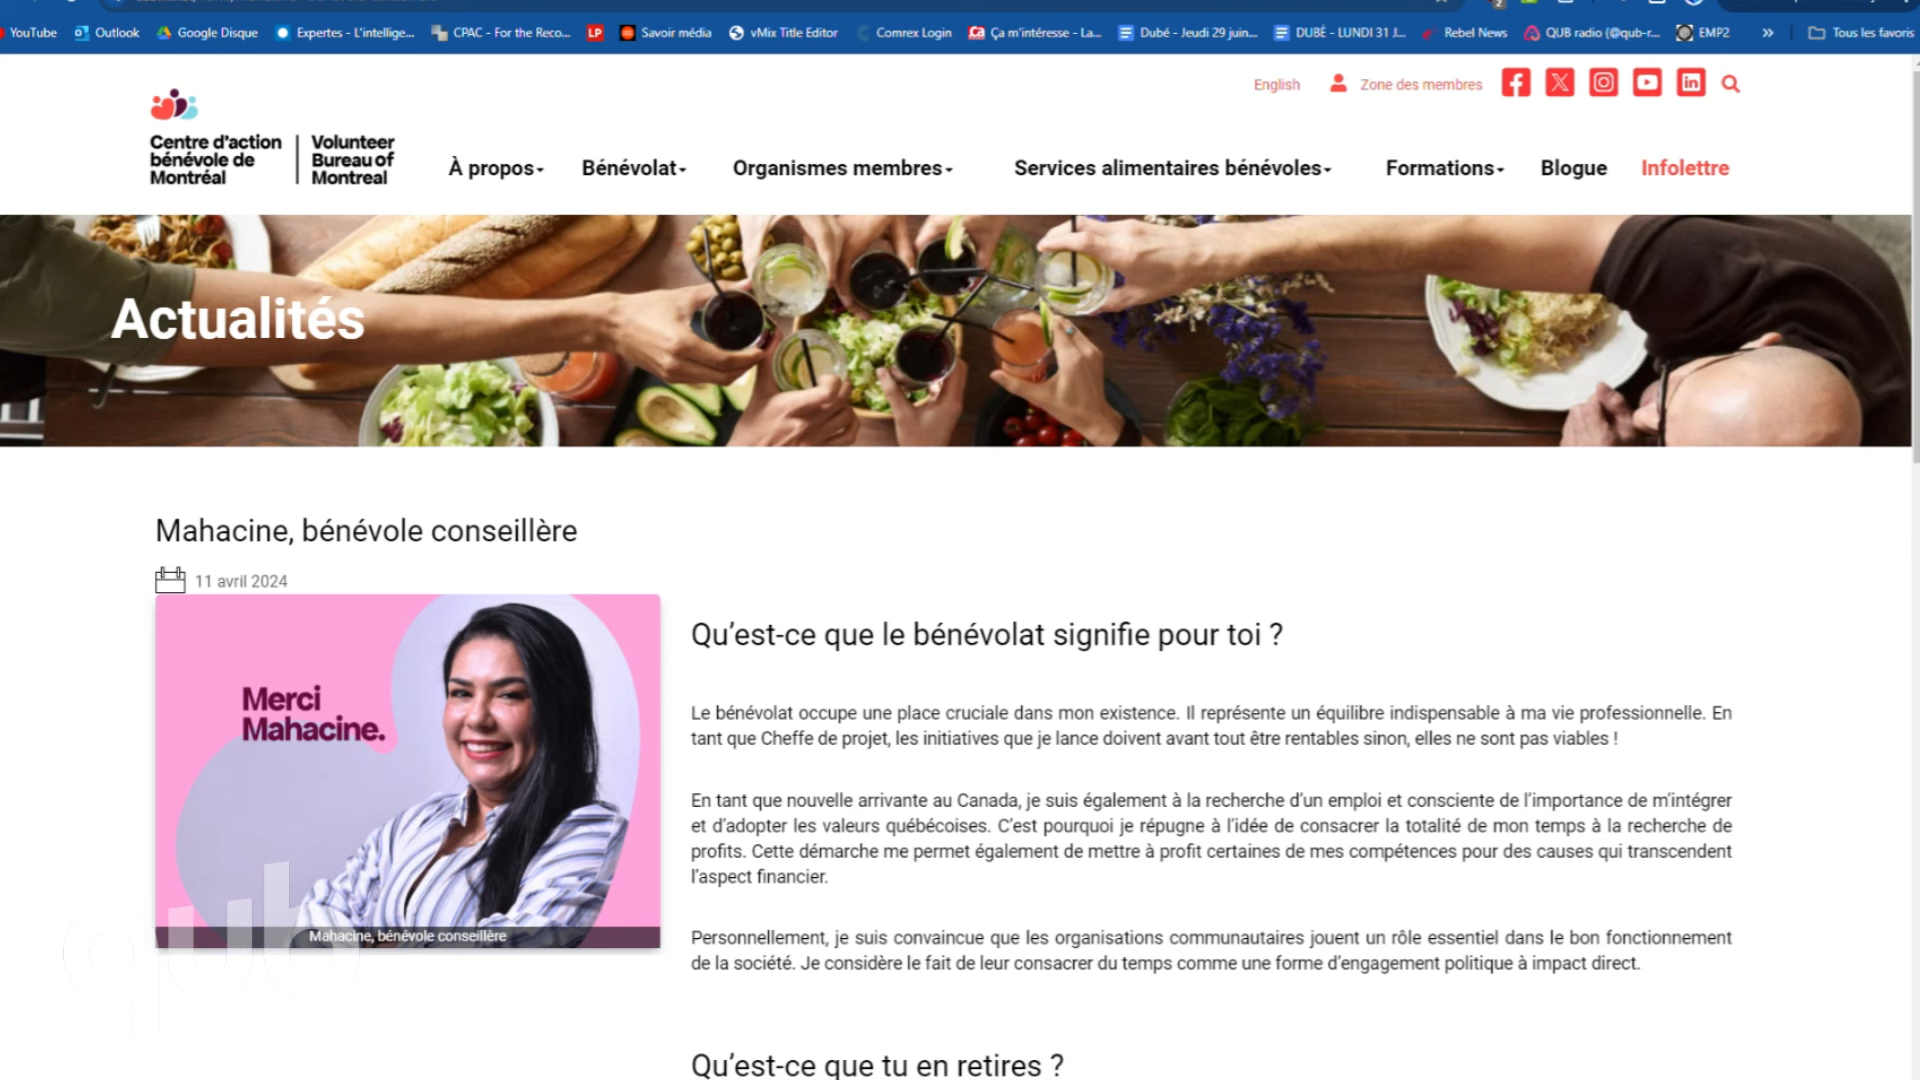 YouTube Outlook Google Disque Expertes - L'intellige... CPAC - For the Reco... LP Savoir média vMix Title Editor Comrex Login Ça m'intéresse - La... Dubé - Jeudi 29 juin... DUBÉ - LUNDI 31 J... Rebel News QUB radio (@qub-r... EMP2 » Tous les favoris
English Zone des membres
Centre d'action
bénévole de
Montréal
Volunteer
Bureau of
Montreal
À propos Bénévolat Organismes membres Services alimentaires bénévoles Formations Blogue Infolettre
Actualités
Mahacine, bénévole conseillère
11 avril 2024
Merci
Mahacine.
Mahacine, bénévole conseillère
qub
Qu’est-ce que le bénévolat signifie pour toi ?
Le bénévolat occupe une place cruciale dans mon existence. Il représente un équilibre indispensable à ma vie professionnelle. En
tant que Cheffe de projet, les initiatives que je lance doivent avant tout être rentables sinon, elles ne sont pas viables !
En tant que nouvelle arrivante au Canada, je suis également à la recherche d’un emploi et consciente de l’importance de m’intégrer
et d’adopter les valeurs québécoises. C’est pourquoi je répugne à l’idée de consacrer la totalité de mon temps à la recherche de
profits. Cette démarche me permet également de mettre à profit certaines de mes compétences pour des causes qui transcendent
l’aspect financier.
Personnellement, je suis convaincue que les organisations communautaires jouent un rôle essentiel dans le bon fonctionnement
de la société. Je considère le fait de leur consacrer du temps comme une forme d’engagement politique à impact direct.
Qu’est-ce que tu en retires ?